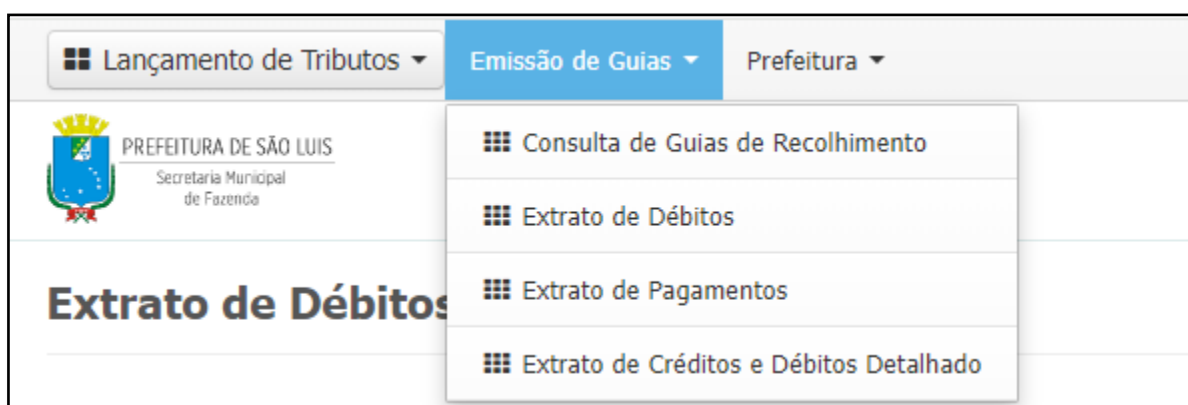 Lançamento de Tributos
Emissão de Guias
Prefeitura
PREFEITURA DE SÃO LUIS
Secretaria Municipal
de Fazenda
Consulta de Guias de Recolhimento
Extrato de Débitos
Extrato de Pagamentos
Extrato de Créditos e Débitos Detalhado
Extrato de Débitos